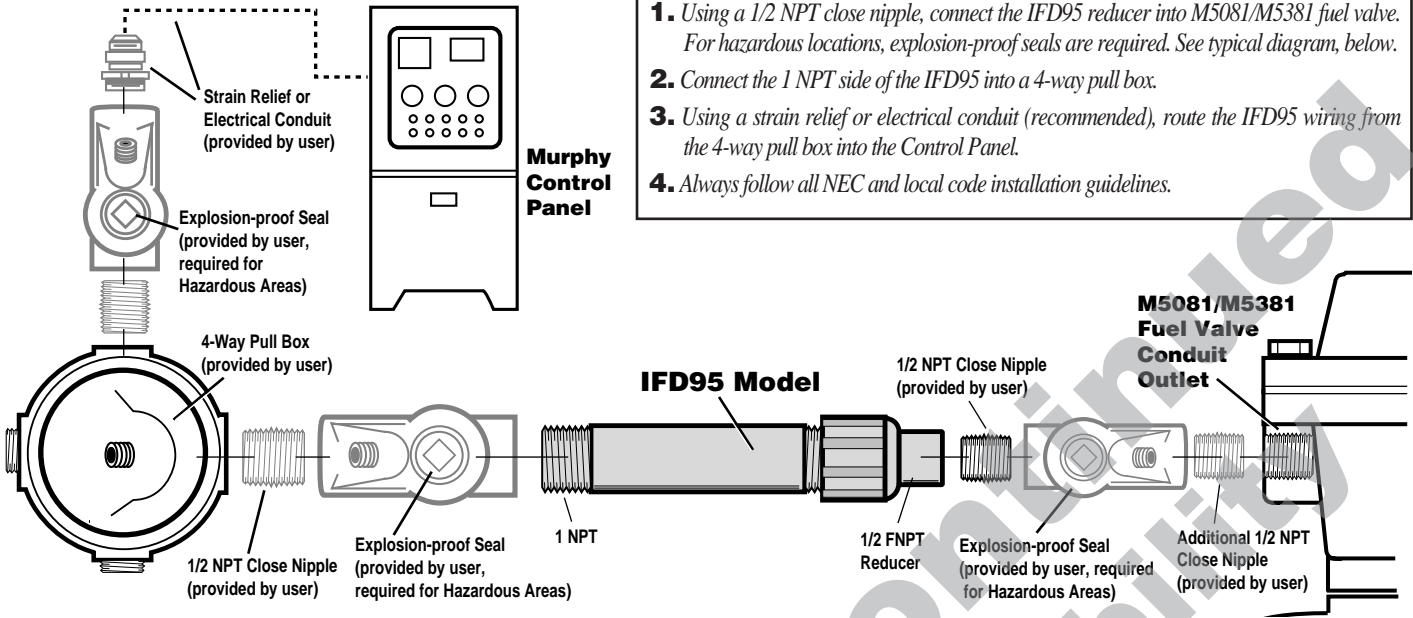 1. Using a 1/2 NPT close nipple, connect the IFD95 reducer into M5081/M5381 fuel valve.
For hazardous locations, explosion-proof seals are required. See typical diagram, below.
2. Connect the 1 NPT side of the IFD95 into a 4-way pull box.
3. Using a strain relief or electrical conduit (recommended), route the IFD95 wiring from
the 4-way pull box into the Control Panel.
4. Always follow all NEC and local code installation guidelines.
Strain Relief or
Electrical Conduit
(provided by user)
Murphy
Control
Panel
Explosion-proof Seal
(provided by user,
required for
Hazardous Areas)
4-Way Pull Box
(provided by user)
IFD95 Model
1/2 NPT Close Nipple
(provided by user)
M5081/M5381
Fuel Valve
Conduit
Outlet
1/2 NPT Close Nipple
(provided by user)
Explosion-proof Seal
(provided by user,
required for Hazardous Areas)
1 NPT
1/2 FNPT
Reducer
Explosion-proof Seal
(provided by user, required
for Hazardous Areas)
Additional 1/2 NPT
Close Nipple
(provided by user)
ontinued
bility